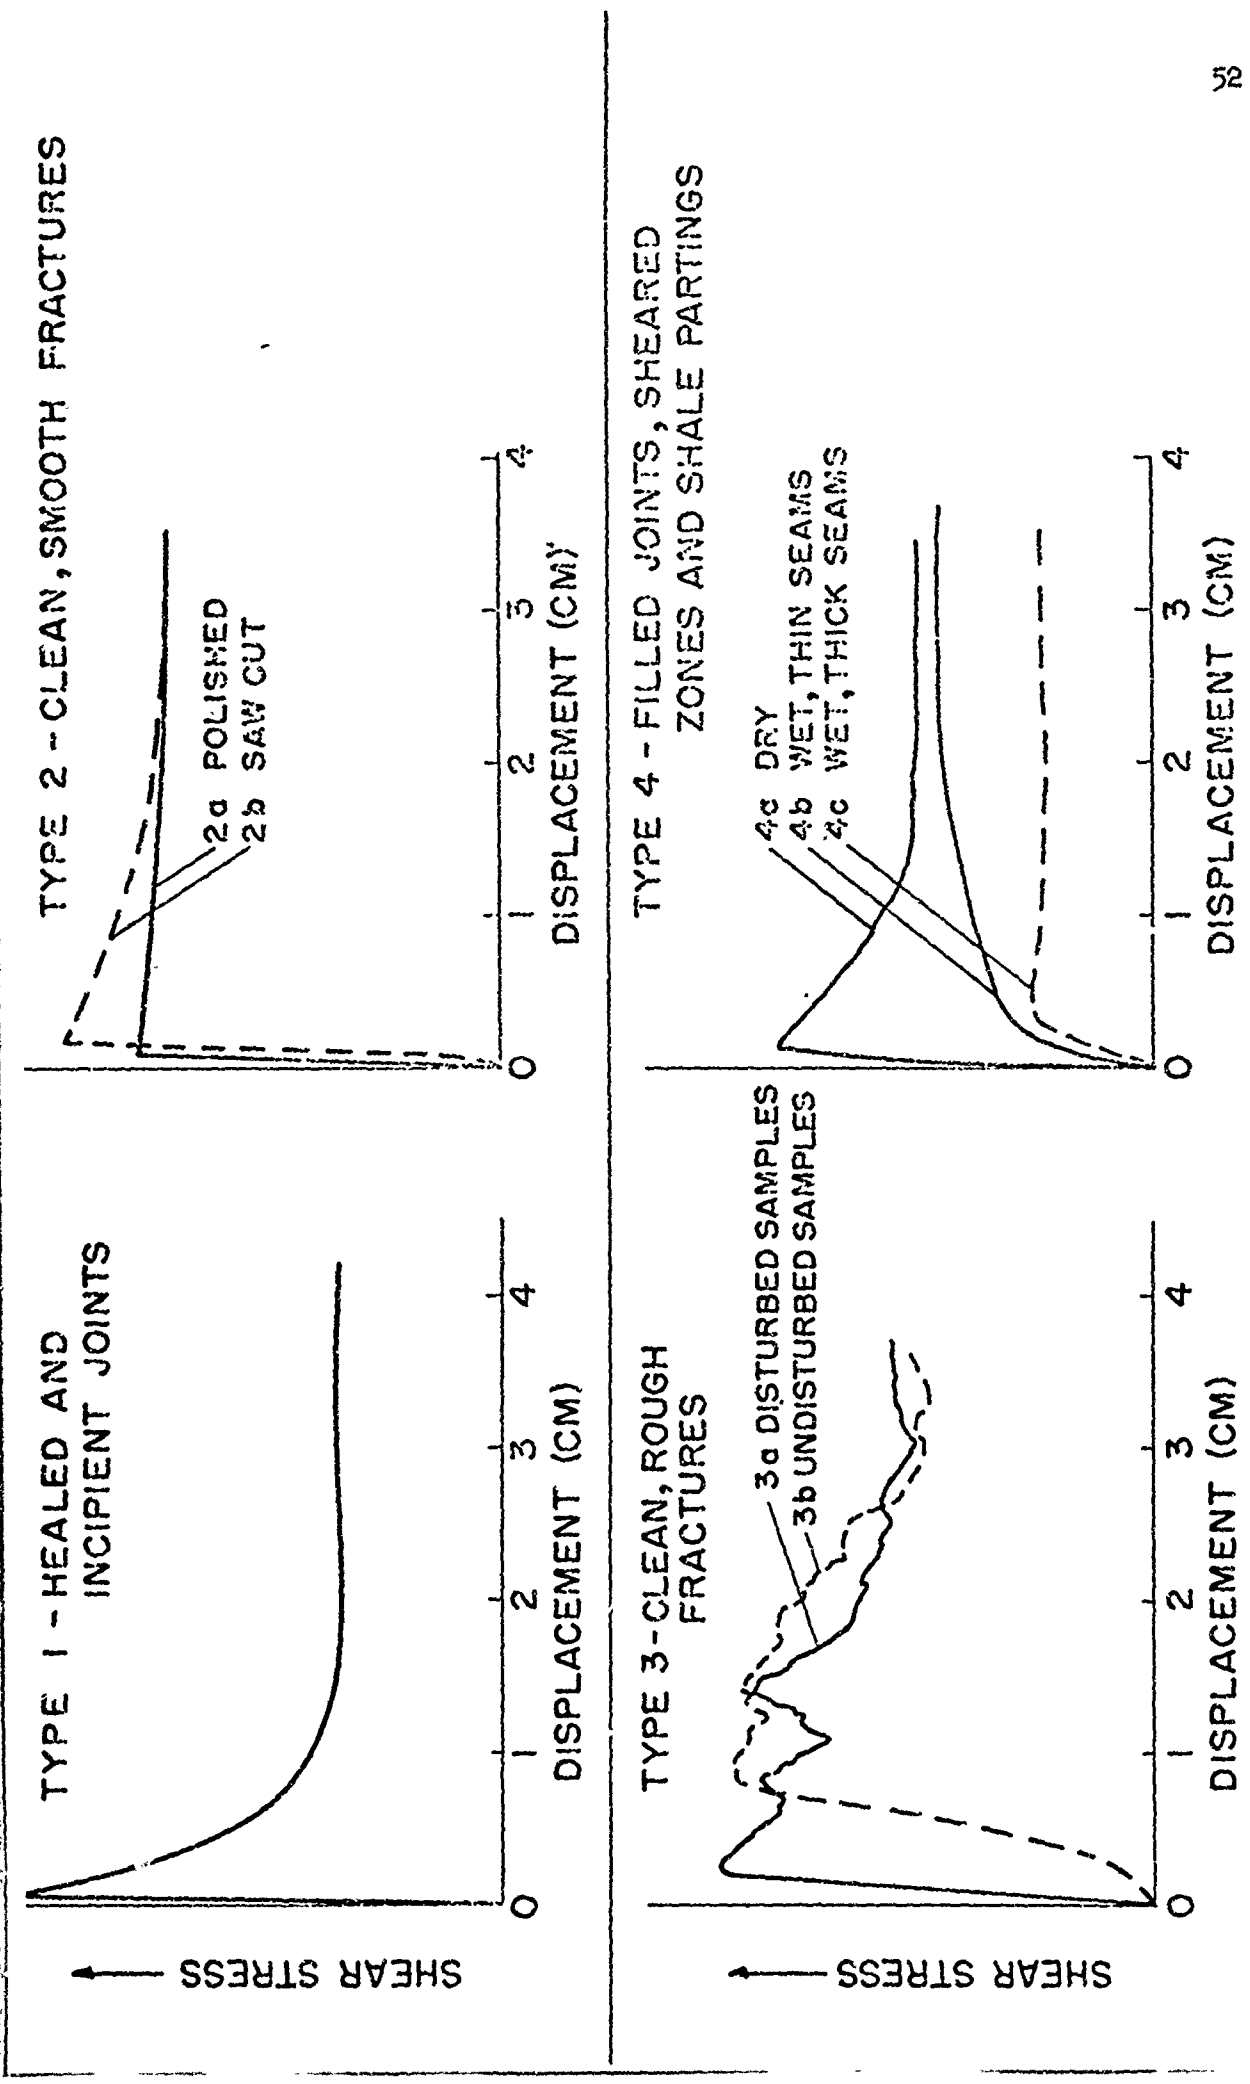 TYPE 1 - HEALED AND
INCIPIENT JOINTS
SHEAR STRESS
0 1 2 3 4
DISPLACEMENT (CM)
TYPE 2 - CLEAN, SMOOTH FRACTURES
2a POLISHED
2b SAW CUT
0 1 2 3 4
DISPLACEMENT (CM)
TYPE 3 - CLEAN, ROUGH
FRACTURES
3a DISTURBED SAMPLES
3b UNDISTURBED SAMPLES
SHEAR STRESS
0 1 2 3 4
DISPLACEMENT (CM)
TYPE 4 - FILLED JOINTS, SHEARED
ZONES AND SHALE PARTINGS
4a DRY
4b WET, THIN SEAMS
4c WET, THICK SEAMS
0 1 2 3 4
DISPLACEMENT (CM)
52